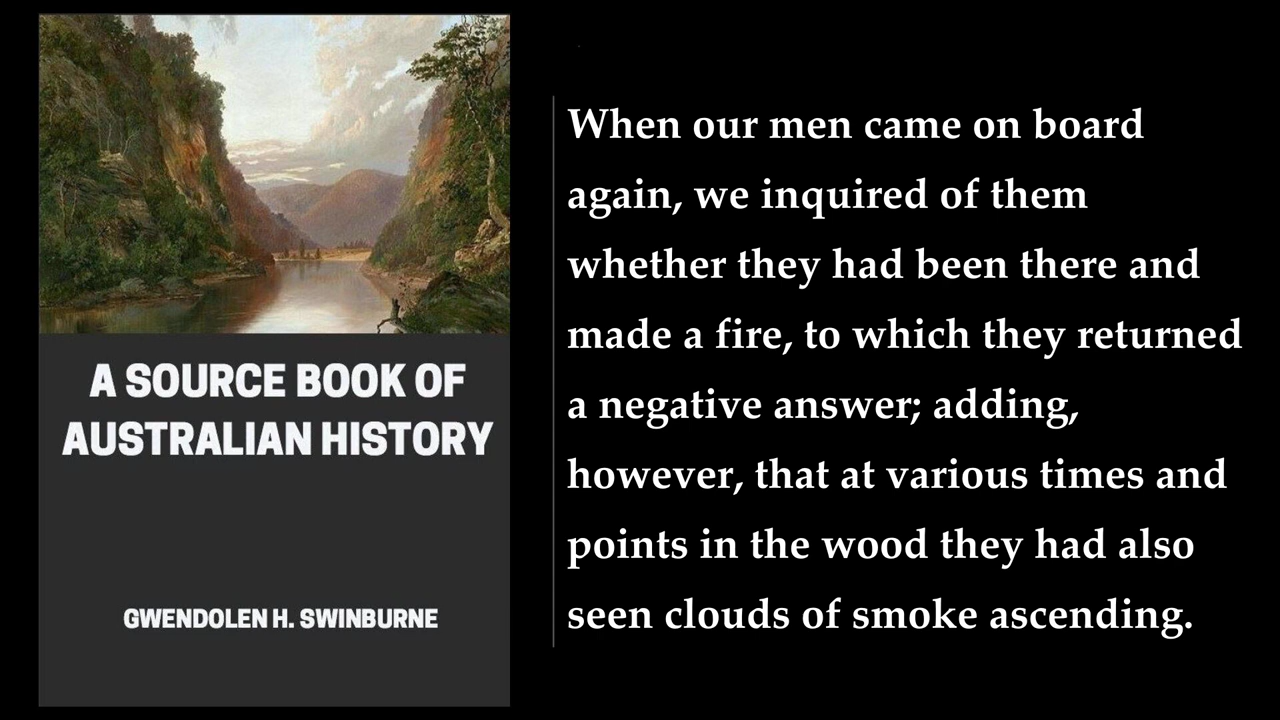 A SOURCE BOOK OF
AUSTRALIAN HISTORY
GWENDOLEN H. SWINBURNE
When our men came on board
again, we inquired of them
whether they had been there and
made a fire, to which they returned
a negative answer; adding,
however, that at various times and
points in the wood they had also
seen clouds of smoke ascending.